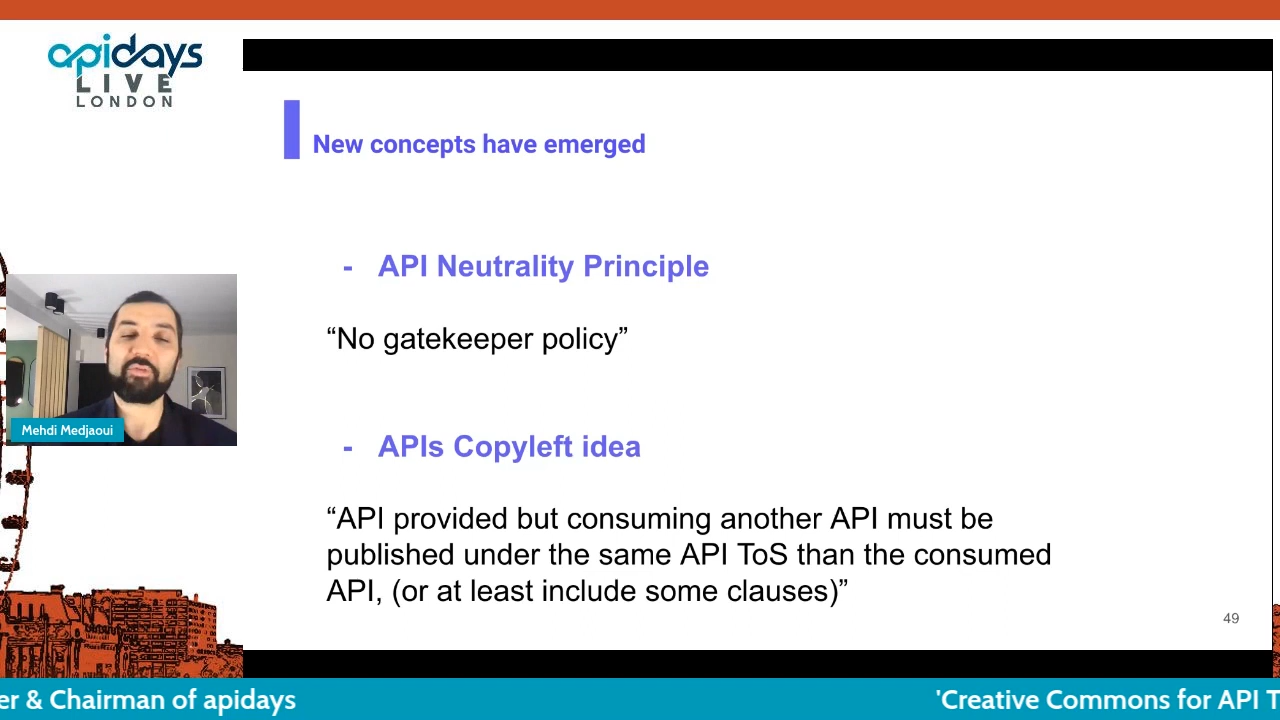 apidays
LIVE
LONDON
New concepts have emerged
- API Neutrality Principle
“No gatekeeper policy”
- APIs Copyleft idea
“API provided but consuming another API must be
published under the same API ToS than the consumed
API, (or at least include some clauses)”
49
Mehdi Medjaoui
er & Chairman of apidays
'Creative Commons for API T